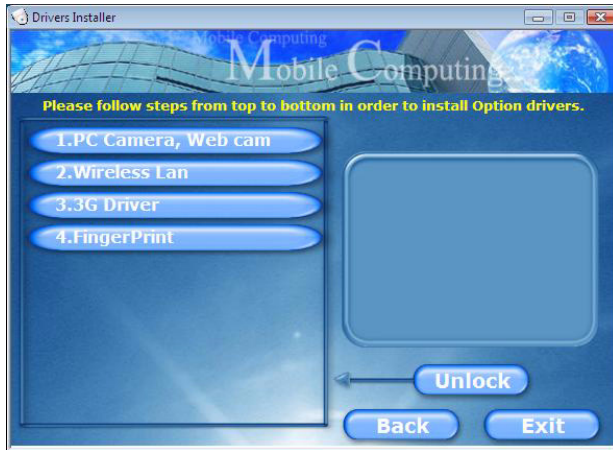 Drivers Installer
Mobile Computing
Mobile Computing
Please follow steps from top to bottom in order to install Option drivers.
1.PC Camera, Web cam
2.Wireless Lan
3.3G Driver
4.FingerPrint
Unlock
Back
Exit